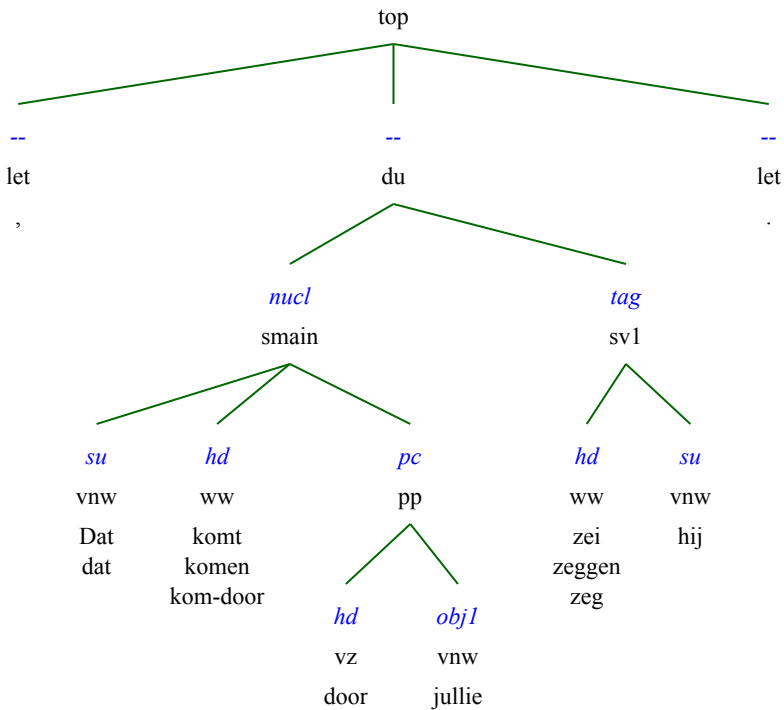 top
-- -- --
let du let
, .
nucl tag
smain sv1
su hd pc hd su
vnw ww pp ww vnw
Dat komt zei hij
dat komen zeggen
kom-door zeg
hd obj1
vz vnw
door jullie